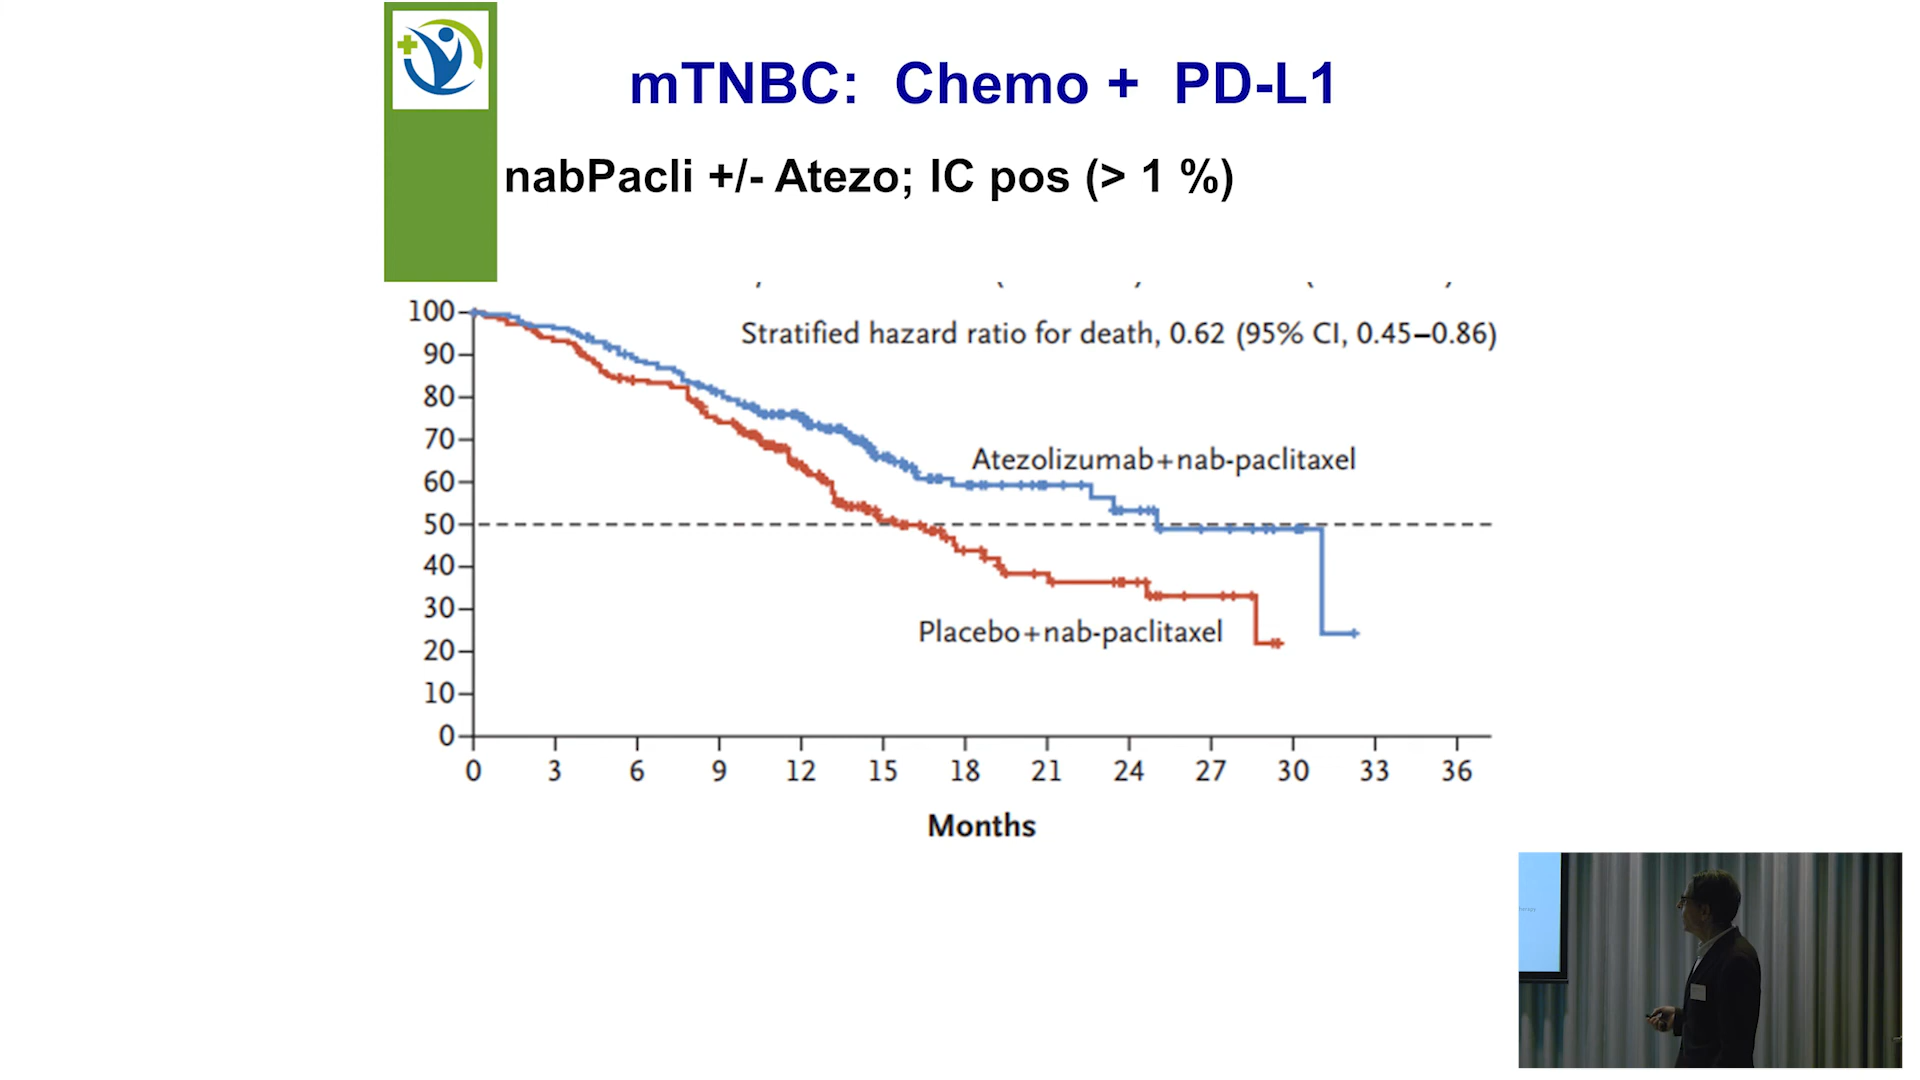 mTNBC: Chemo + PD-L1
nabPacli +/- Atezo; IC pos (> 1 %)
Stratified hazard ratio for death, 0.62 (95% CI, 0.45–0.86)
100
90
80
70
60
50
40
30
20
10
0
Atezolizumab+nab-paclitaxel
Placebo+nab-paclitaxel
0 3 6 9 12 15 18 21 24 27 30 33 36
Months